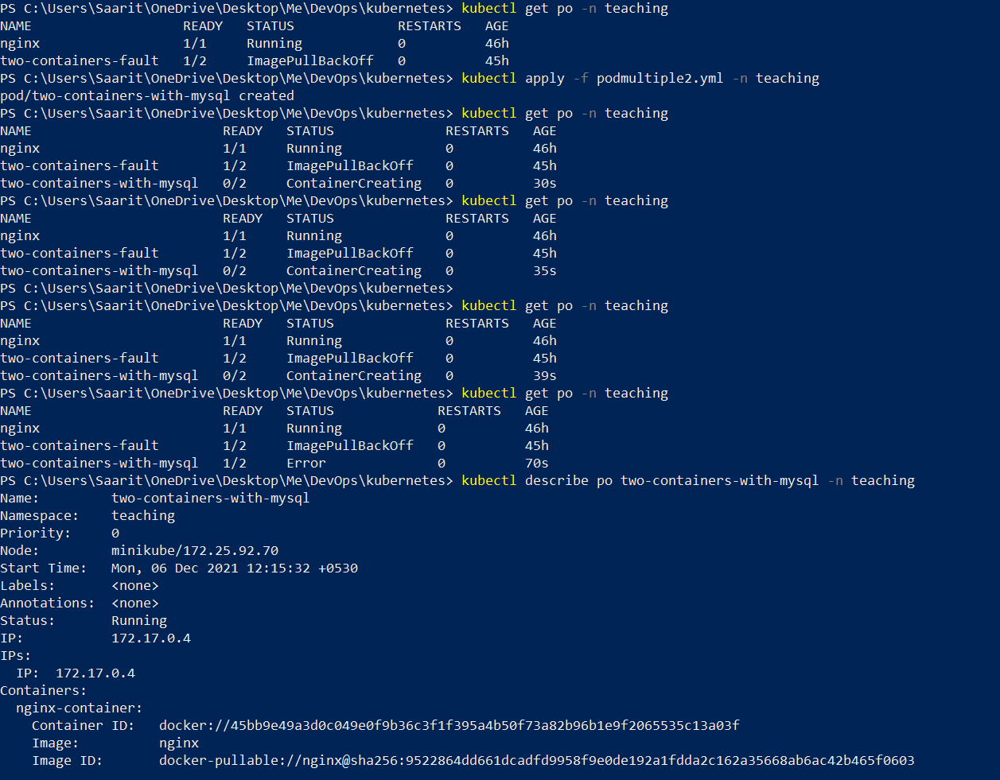 PS C:\Users\Saarit\OneDrive\Desktop\Me\DevOps\kubernetes> kubectl get po -n teaching
NAME                   READY   STATUS             RESTARTS   AGE
nginx                  1/1     Running            0          46h
two-containers-fault   1/2     ImagePullBackOff   0          45h
PS C:\Users\Saarit\OneDrive\Desktop\Me\DevOps\kubernetes> kubectl apply -f podmultiple2.yml -n teaching
pod/two-containers-with-mysql created
PS C:\Users\Saarit\OneDrive\Desktop\Me\DevOps\kubernetes> kubectl get po -n teaching
NAME                        READY   STATUS              RESTARTS   AGE
nginx                       1/1     Running             0          46h
two-containers-fault        1/2     ImagePullBackOff    0          45h
two-containers-with-mysql   0/2     ContainerCreating   0          30s
PS C:\Users\Saarit\OneDrive\Desktop\Me\DevOps\kubernetes> kubectl get po -n teaching
NAME                        READY   STATUS              RESTARTS   AGE
nginx                       1/1     Running             0          46h
two-containers-fault        1/2     ImagePullBackOff    0          45h
two-containers-with-mysql   0/2     ContainerCreating   0          35s
PS C:\Users\Saarit\OneDrive\Desktop\Me\DevOps\kubernetes>
PS C:\Users\Saarit\OneDrive\Desktop\Me\DevOps\kubernetes> kubectl get po -n teaching
NAME                        READY   STATUS              RESTARTS   AGE
nginx                       1/1     Running             0          46h
two-containers-fault        1/2     ImagePullBackOff    0          45h
two-containers-with-mysql   0/2     ContainerCreating   0          39s
PS C:\Users\Saarit\OneDrive\Desktop\Me\DevOps\kubernetes> kubectl get po -n teaching
NAME                        READY   STATUS             RESTARTS   AGE
nginx                       1/1     Running            0          46h
two-containers-fault        1/2     ImagePullBackOff   0          45h
two-containers-with-mysql   1/2     Error              0          70s
PS C:\Users\Saarit\OneDrive\Desktop\Me\DevOps\kubernetes> kubectl describe po two-containers-with-mysql -n teaching
Name:         two-containers-with-mysql
Namespace:    teaching
Priority:     0
Node:         minikube/172.25.92.70
Start Time:   Mon, 06 Dec 2021 12:15:32 +0530
Labels:       <none>
Annotations:  <none>
Status:       Running
IP:           172.17.0.4
IPs:
  IP:  172.17.0.4
Containers:
  nginx-container:
    Container ID:   docker://45bb9e49a3d0c049e0f9b36c3f1f395a4b50f73a82b96b1e9f2065535c13a03f
    Image:          nginx
    Image ID:       docker-pullable://nginx@sha256:9522864dd661dcadfd9958f9e0de192a1fdda2c162a35668ab6ac42b465f0603